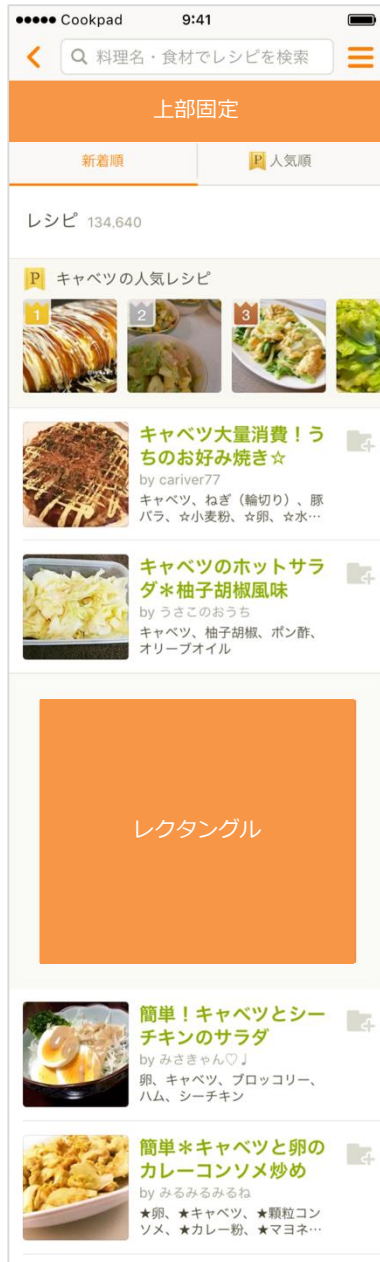 ●●●●● Cookpad 9:41
料理名・食材でレシピを検索
上部固定
新着順 P 人気順
レシピ 134,640
P キャベツの人気レシピ
1 2 3
キャベツ大量消費！う
ちのお好み焼き☆
by cariver77
キャベツ、ねぎ（輪切り）、豚
バラ、☆小麦粉、☆卵、☆水…
キャベツのホットサラ
ダ＊柚子胡椒風味
by うさこのおうち
キャベツ、柚子胡椒、ポン酢、
オリーブオイル
レクタングル
簡単！キャベツとシー
チキンのサラダ
by みさきゃん♡♩
卵、キャベツ、ブロッコリー、
ハム、シーチキン
簡単＊キャベツと卵の
カレーコンソメ炒め
by みるみるみるね
★卵、★キャベツ、★顆粒コン
ソメ、★カレー粉、★マヨネ…